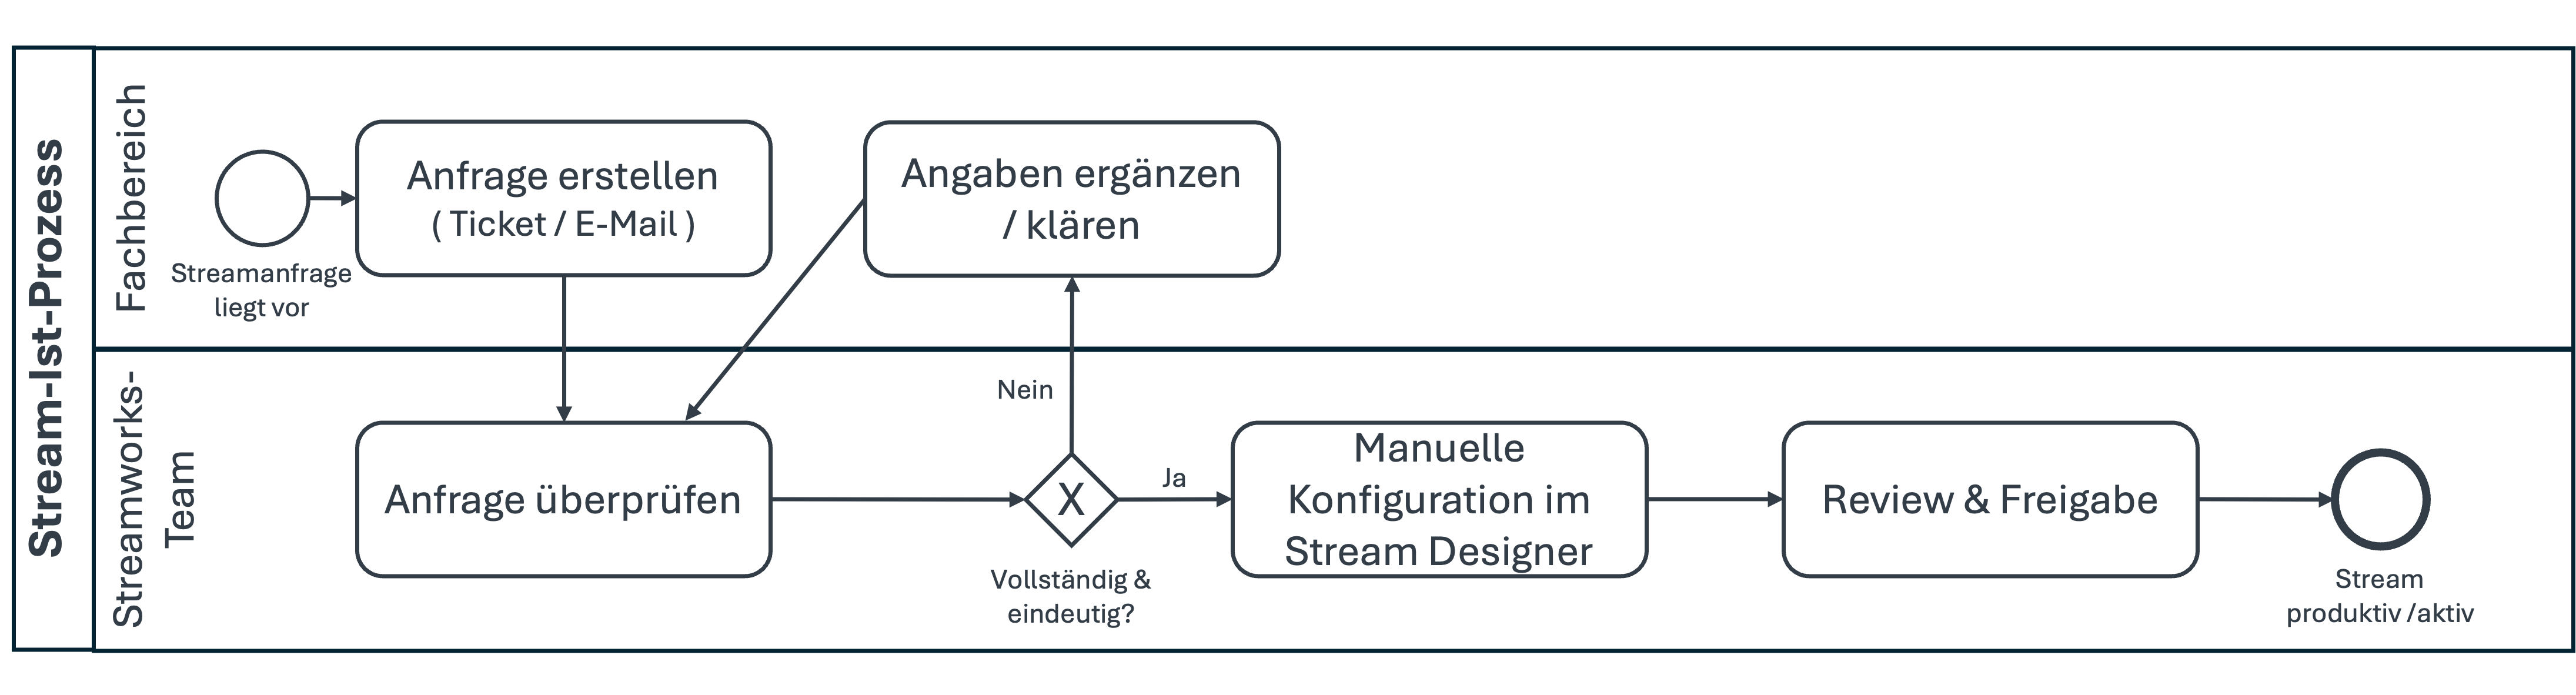 Stream-Ist-Prozess
Fachbereich
Streamanfrage
liegt vor
Anfrage erstellen
( Ticket / E-Mail )
Angaben ergänzen
/ klären
Streamworks-
Team
Anfrage überprüfen
Nein
X
Vollständig &
eindeutig?
Ja
Manuelle
Konfiguration im
Stream Designer
Review & Freigabe
Stream
produktiv /aktiv